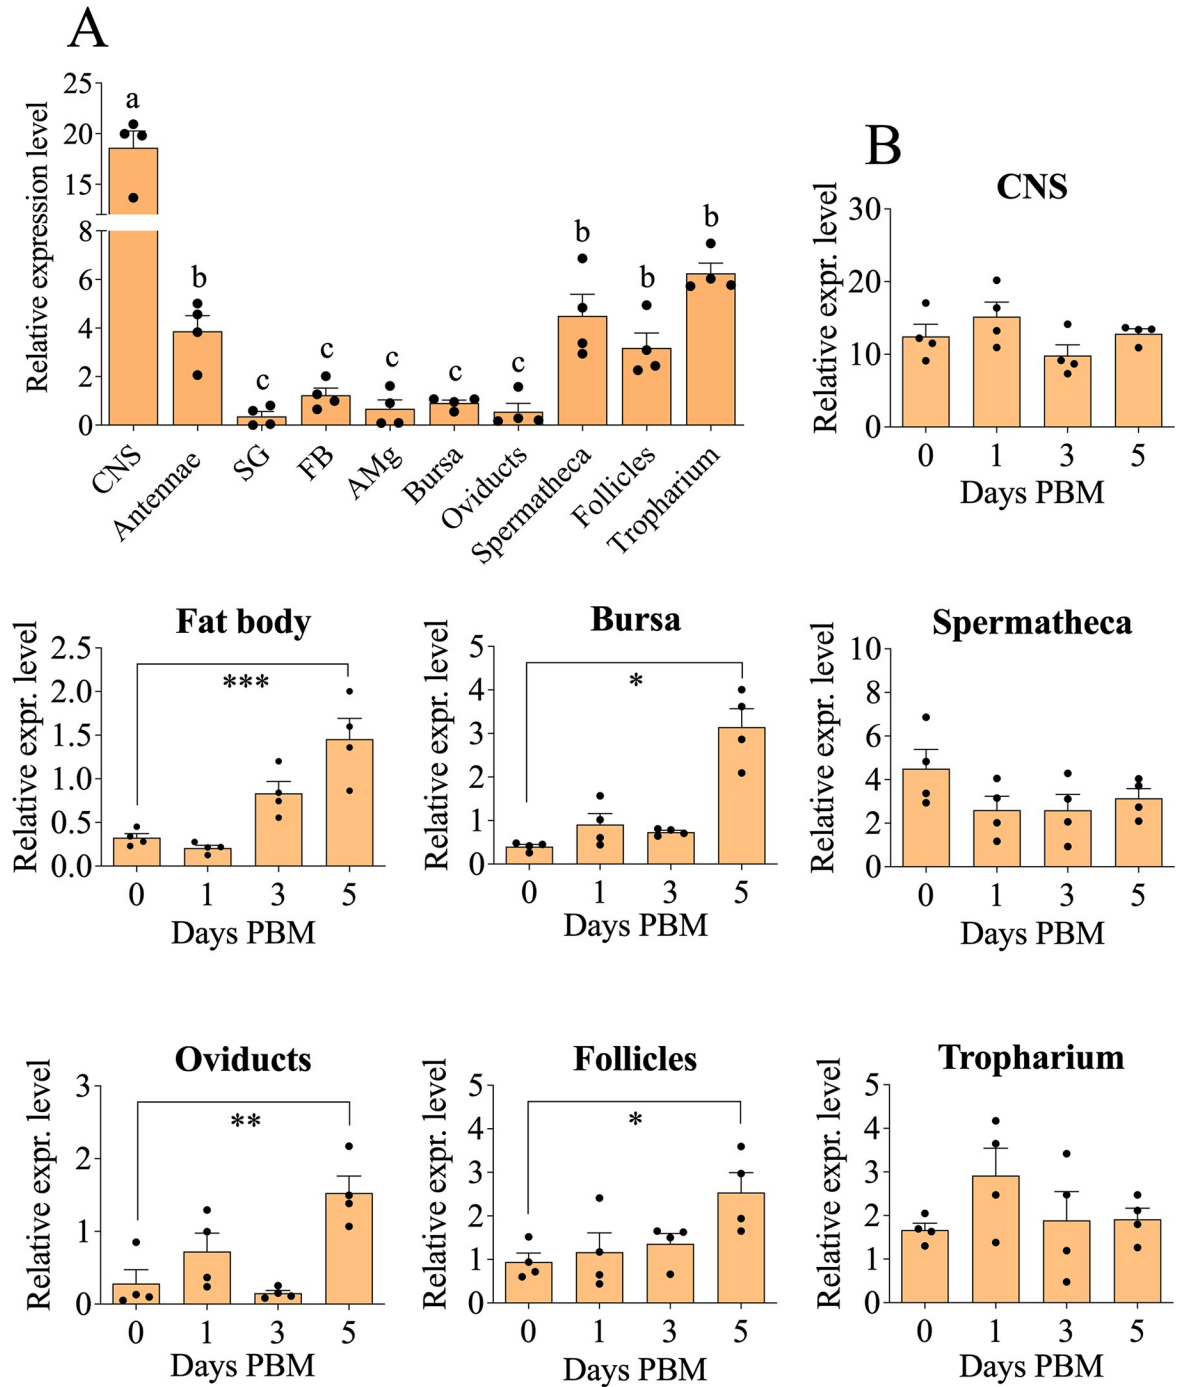 A
Relative expression level
25
20
15
8
6
4
2
0
a
b
c
c
c
c
c
b
b
b
CNS
Antennae
SG
FB
AMg
Bursa
Oviducts
Spermatheca
Follicles
Tropharium
B
CNS
Relative expr. level
30
20
10
0
0 1 3 5
Days PBM
Fat body
Relative expr. level
2.5
2.0
1.5
1.0
0.5
0.0
***
0 1 3 5
Days PBM
Bursa
Relative expr. level
5
4
3
2
1
0
*
0 1 3 5
Days PBM
Spermatheca
Relative expr. level
10
8
6
4
2
0
0 1 3 5
Days PBM
Oviducts
Relative expr. level
3
2
1
0
**
0 1 3 5
Days PBM
Follicles
Relative expr. level
5
4
3
2
1
0
*
0 1 3 5
Days PBM
Tropharium
Relative expr. level
5
4
3
2
1
0
0 1 3 5
Days PBM